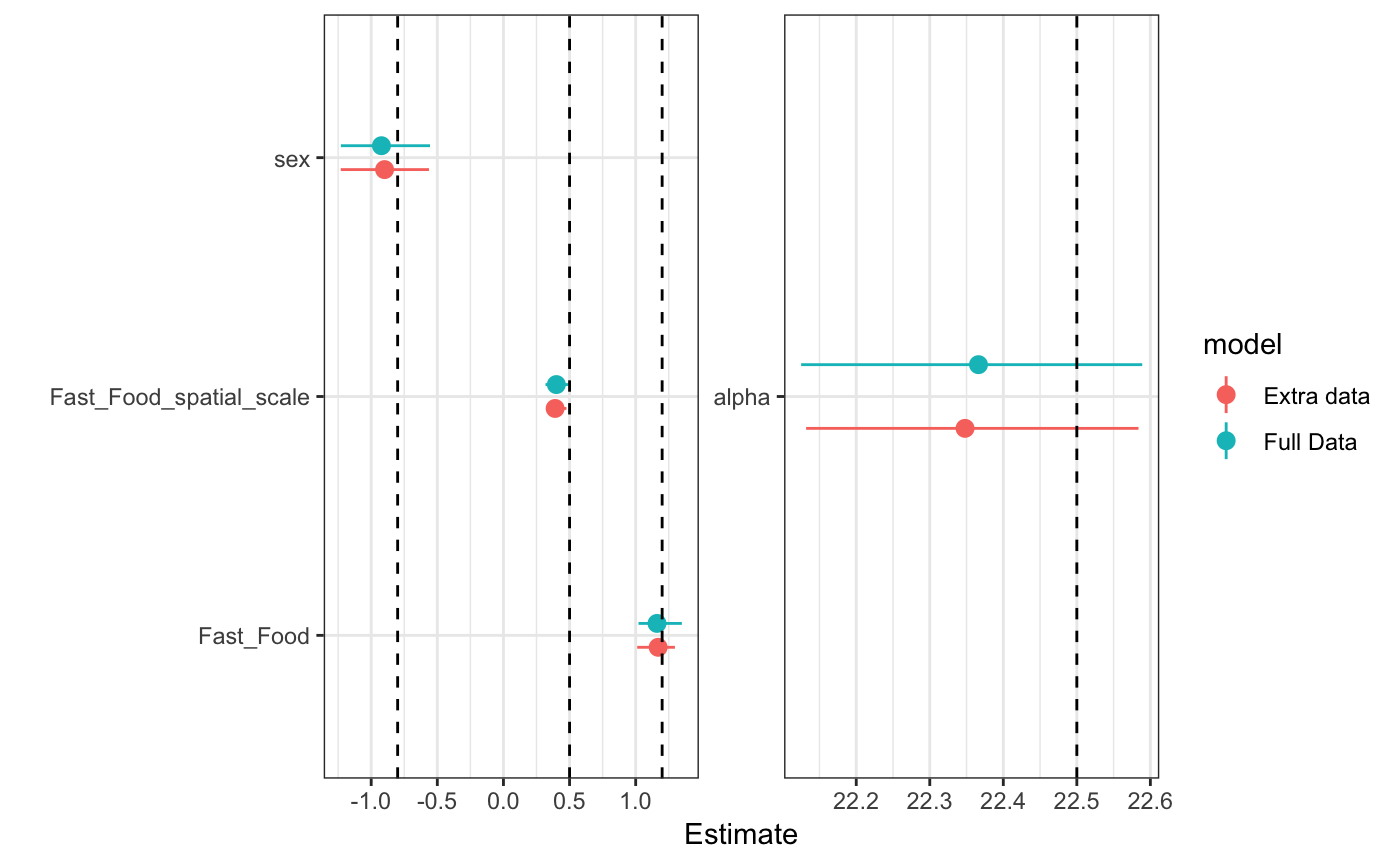 sex
Fast_Food_spatial_scale
Fast_Food
-1.0 -0.5 0.0 0.5 1.0
alpha
22.2 22.3 22.4 22.5 22.6
Estimate
model
Extra data
Full Data